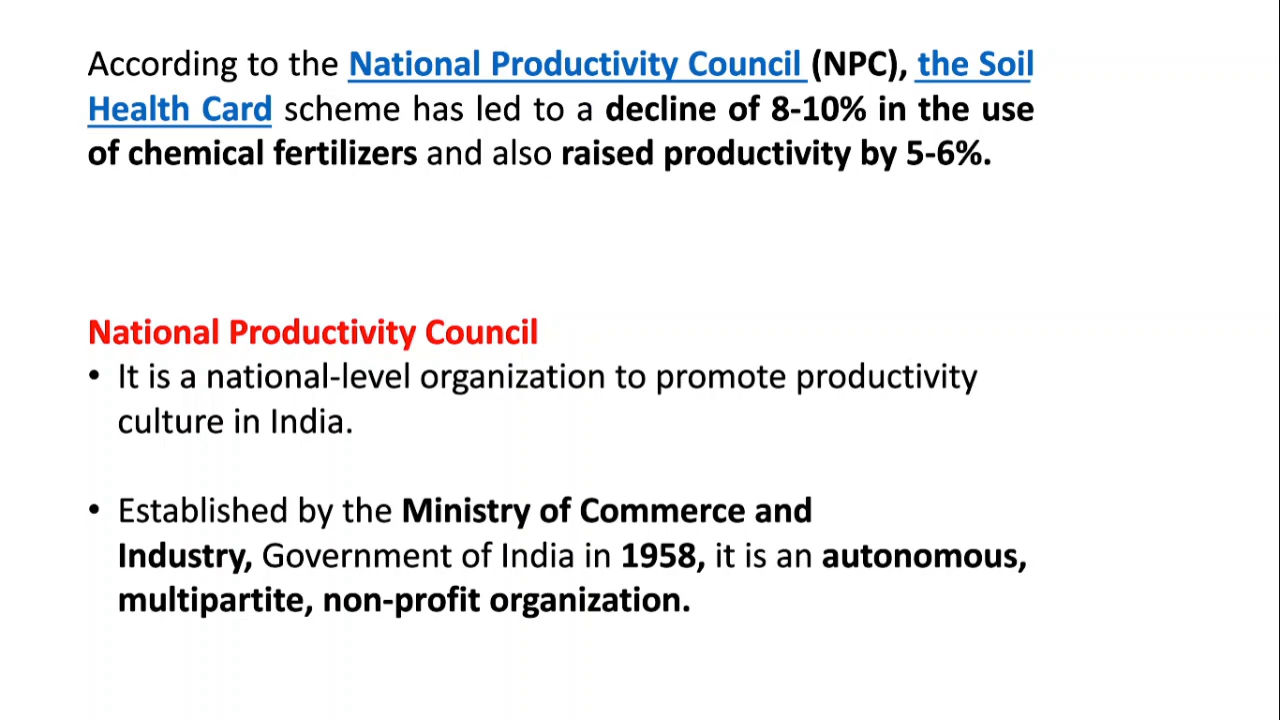 According to the National Productivity Council (NPC), the Soil
Health Card scheme has led to a decline of 8-10% in the use
of chemical fertilizers and also raised productivity by 5-6%.
National Productivity Council
• It is a national-level organization to promote productivity
culture in India.
• Established by the Ministry of Commerce and
Industry, Government of India in 1958, it is an autonomous,
multipartite, non-profit organization.